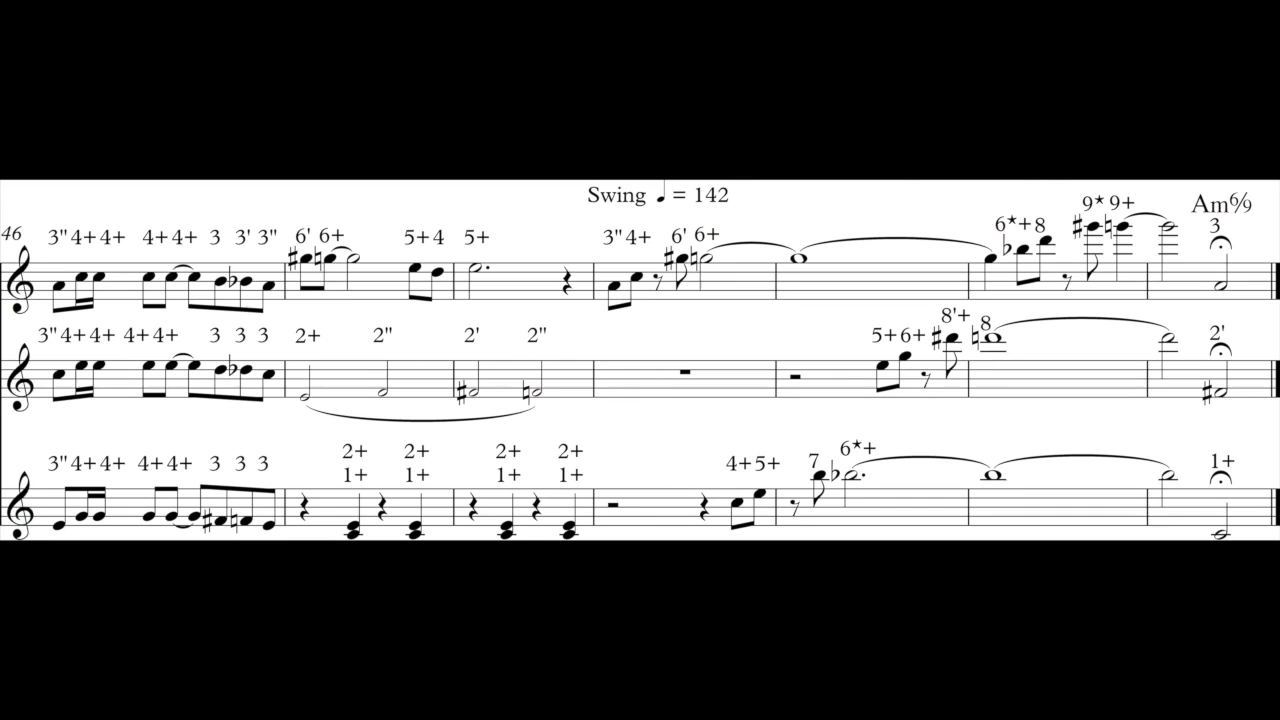 Swing ♩ = 142
Am6/9
46 3" 4+ 4+ 4+ 4+ 3 3' 3" 6' 6+ 5+ 4 5+ 3" 4+ 6' 6+ 6*+ 8 9* 9+ 3
3" 4+ 4+ 4+ 4+ 3 3 3 2+ 2" 2' 2" 5+ 6+ 8'+ 8 2'
3" 4+ 4+ 4+ 4+ 3 3 3 2+ 2+ 2+ 2+ 4+ 5+ 7 6*+ 1+
1+ 1+ 1+ 1+